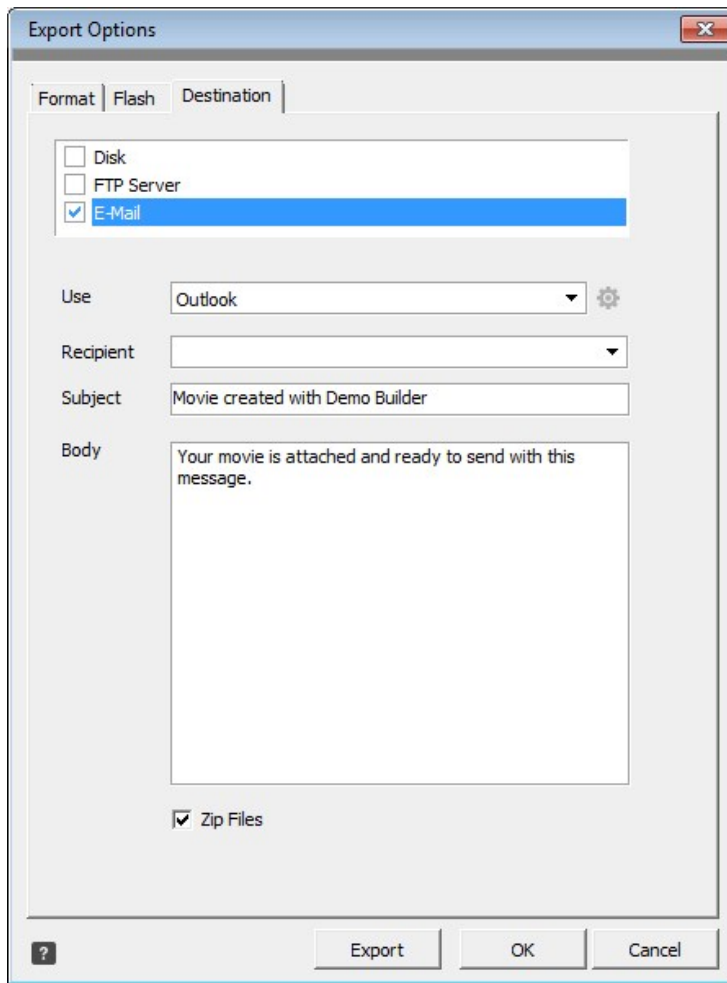 Export Options
Format Flash Destination
Disk
FTP Server
E-Mail
Use Outlook
Recipient
Subject Movie created with Demo Builder
Body Your movie is attached and ready to send with this
message.
Zip Files
? Export OK Cancel